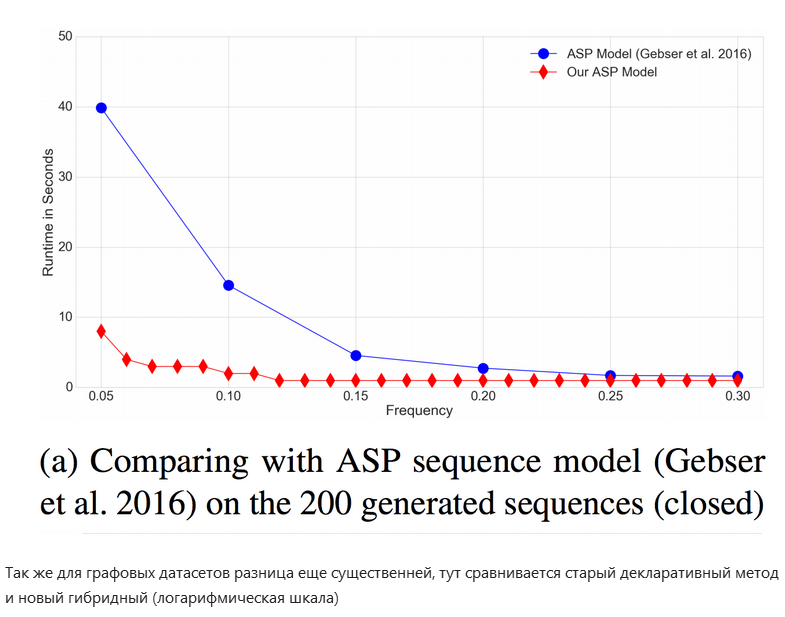 50
40
30
20
10
0
Runtime in Seconds
ASP Model (Gebser et al. 2016)
Our ASP Model
0.05 0.10 0.15 0.20 0.25 0.30
Frequency
(a) Comparing with ASP sequence model (Gebser
et al. 2016) on the 200 generated sequences (closed)
Так же для графовых датасетов разница еще существенней, тут сравнивается старый декларативный метод
и новый гибридный (логарифмическая шкала)